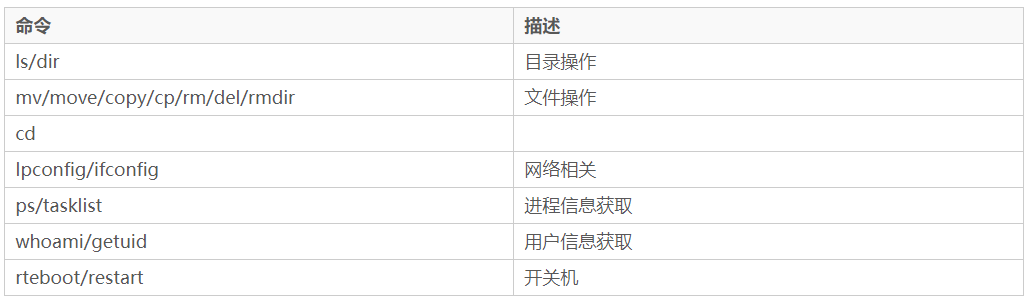 命令 描述
ls/dir 目录操作
mv/move/copy/cp/rm/del/rmdir 文件操作
cd
Ipconfig/ifconfig 网络相关
ps/tasklist 进程信息获取
whoami/getuid 用户信息获取
rteboot/restart 开关机